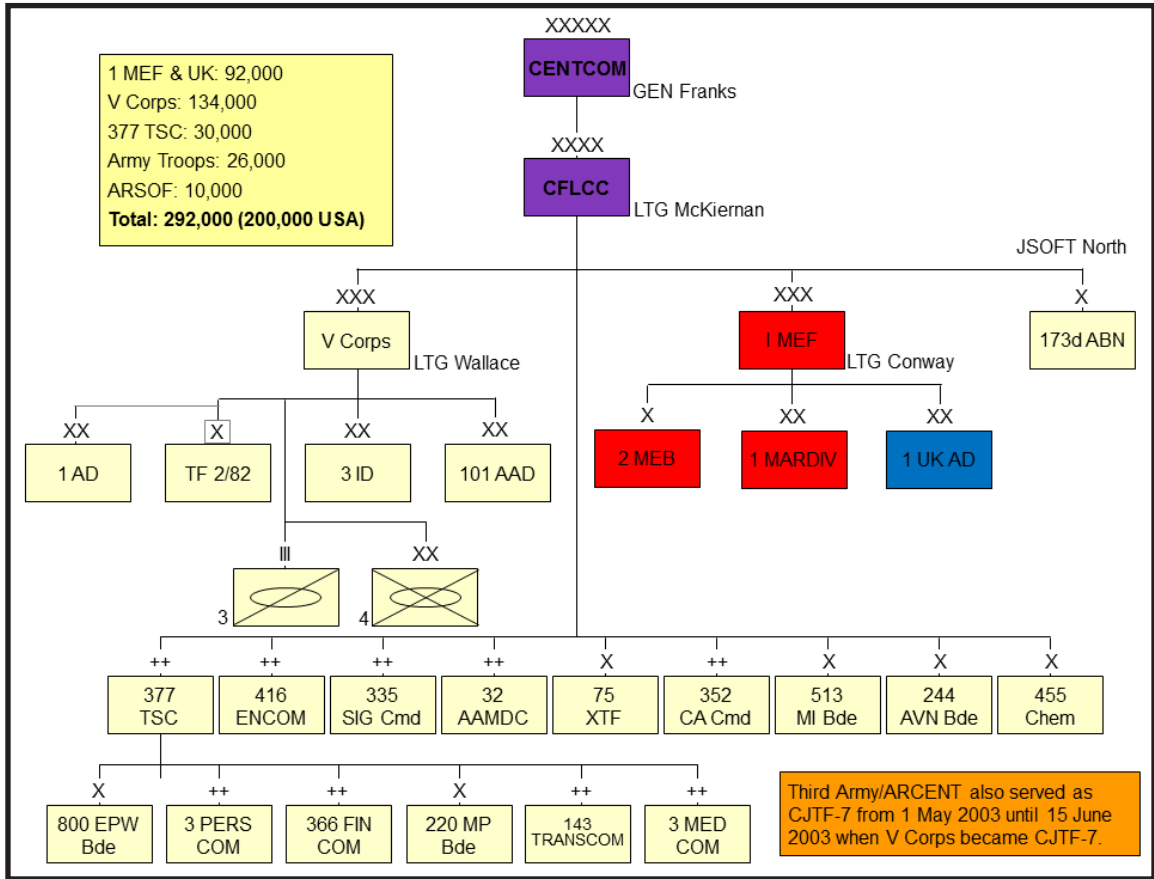 XXXXX
CENTCOM
GEN Franks
1 MEF & UK: 92,000
V Corps: 134,000
377 TSC: 30,000
Army Troops: 26,000
ARSOF: 10,000
Total: 292,000 (200,000 USA)
XXXX
CFLCC
LTG McKiernan
JSOFT North
XXX
V Corps
LTG Wallace
XXX
I MEF
LTG Conway
X
173d ABN
XX
1 AD
X
TF 2/82
XX
3 ID
XX
101 AAD
X
2 MEB
XX
1 MARDIV
XX
1 UK AD
III
3
XX
4
++
377
TSC
++
416
ENCOM
++
335
SIG Cmd
++
32
AAMDC
X
75
XTF
++
352
CA Cmd
X
513
MI Bde
X
244
AVN Bde
X
455
Chem
X
800 EPW
Bde
++
3 PERS
COM
++
366 FIN
COM
X
220 MP
Bde
++
143
TRANSCOM
++
3 MED
COM
Third Army/ARCENT also served as
CJTF-7 from 1 May 2003 until 15 June
2003 when V Corps became CJTF-7.